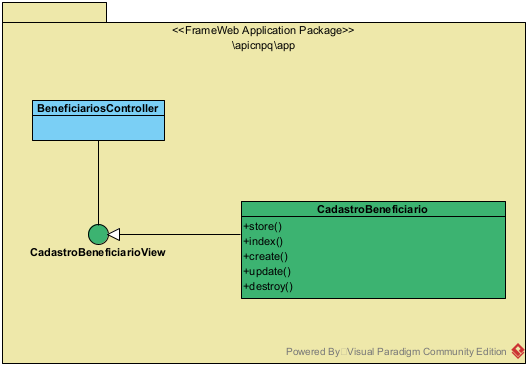 <<FrameWeb Application Package>>
\apicnpq\app
BeneficiariosController
CadastroBeneficiarioView
CadastroBeneficiario
+store()
+index()
+create()
+update()
+destroy()
Powered By Visual Paradigm Community Edition